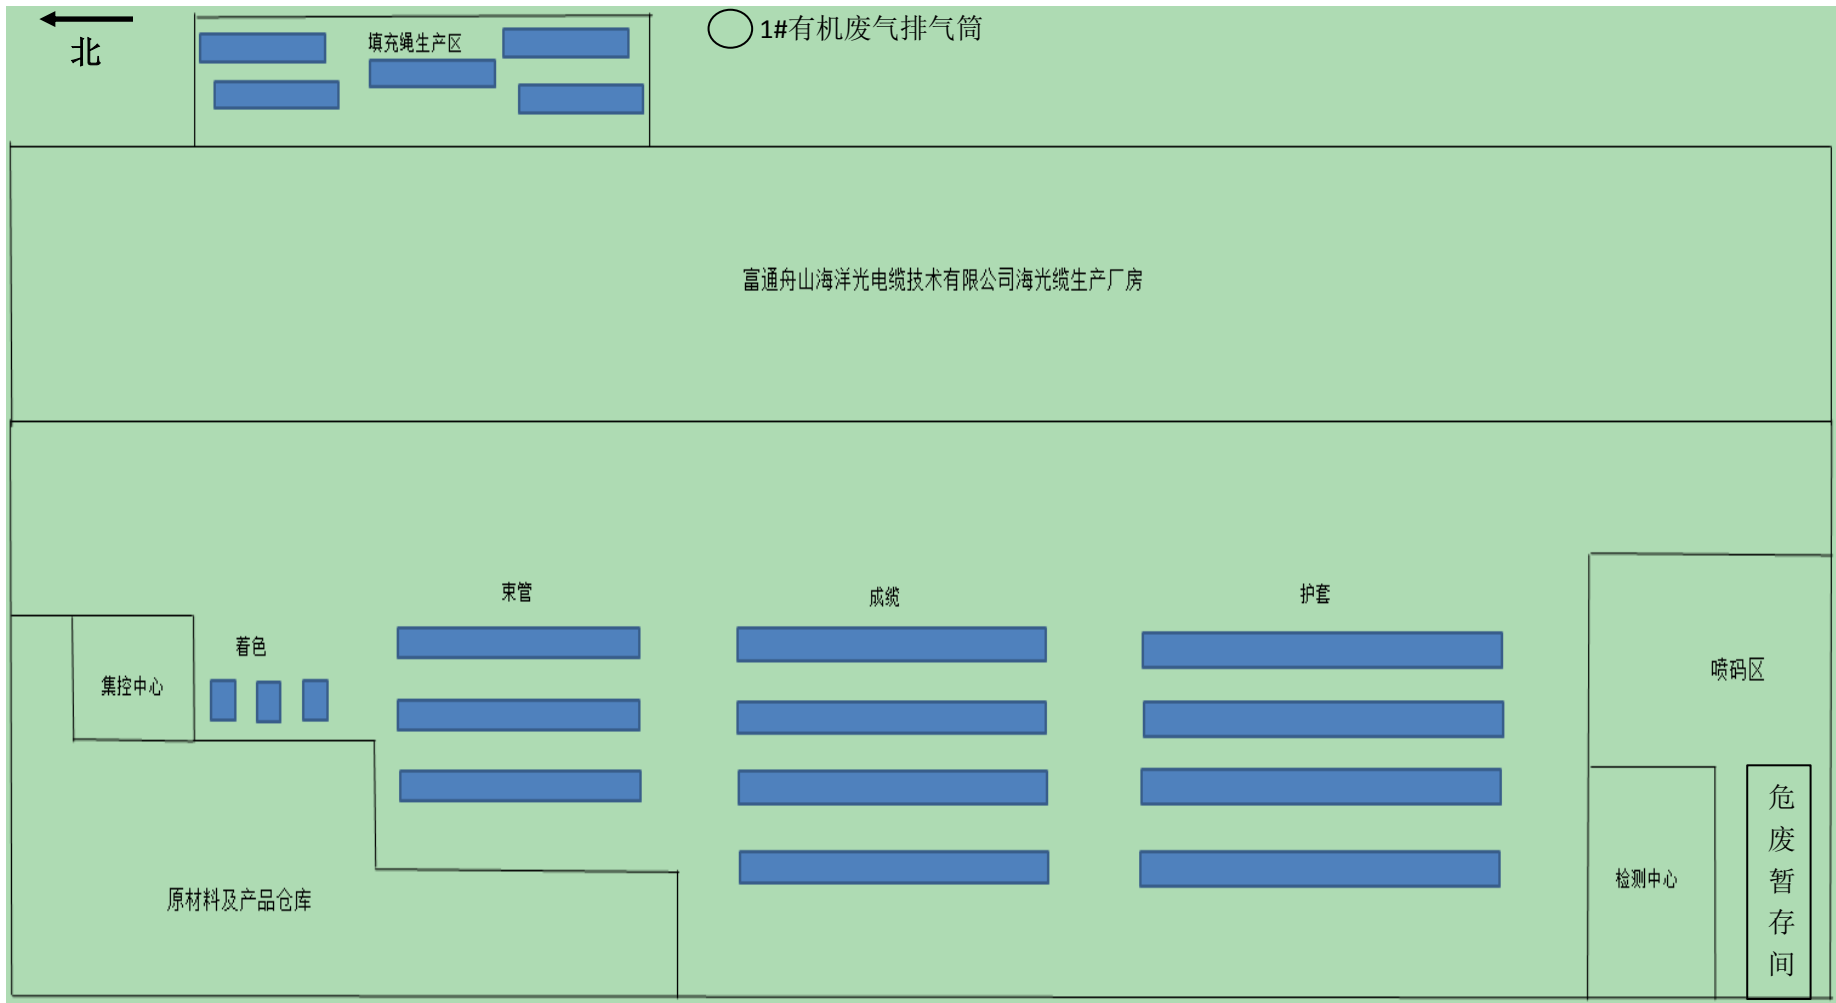 北
填充绳生产区
1#有机废气排气筒
富通舟山海洋光电缆技术有限公司海光缆生产厂房
束管
成缆
护套
着色
集控中心
喷码区
原材料及产品仓库
检测中心
危废暂存间